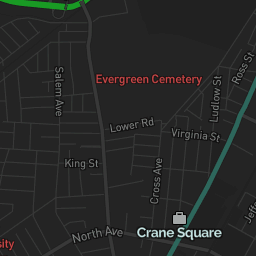 Evergreen Cemetery
Ross St
Salem Ave
Ludlow St
Lower Rd
Virginia St
King St
Cross Ave
North Ave
Crane Square